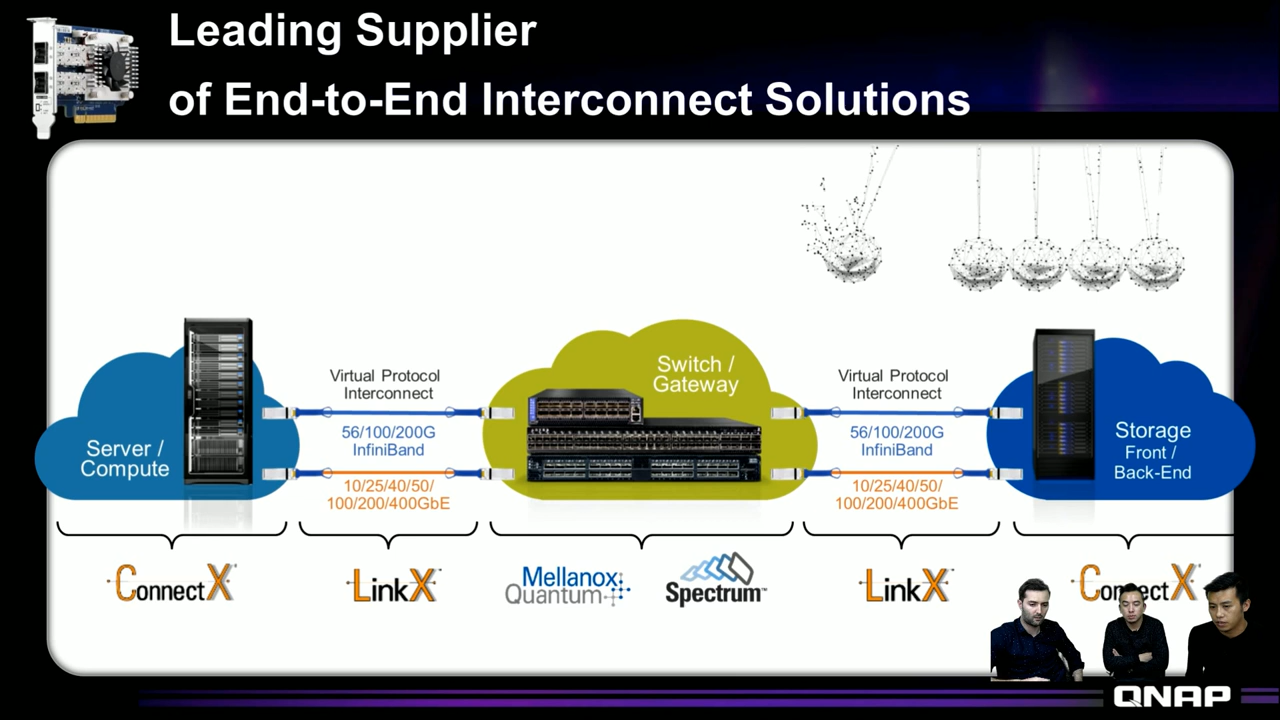 Leading Supplier
of End-to-End Interconnect Solutions
Server /
Compute
Virtual Protocol
Interconnect
56/100/200G
InfiniBand
10/25/40/50/
100/200/400GbE
Switch /
Gateway
Virtual Protocol
Interconnect
56/100/200G
InfiniBand
10/25/40/50/
100/200/400GbE
Storage
Front /
Back-End
ConnectX
LinkX
Mellanox
Quantum
Spectrum™
LinkX
ConnectX
QNAP